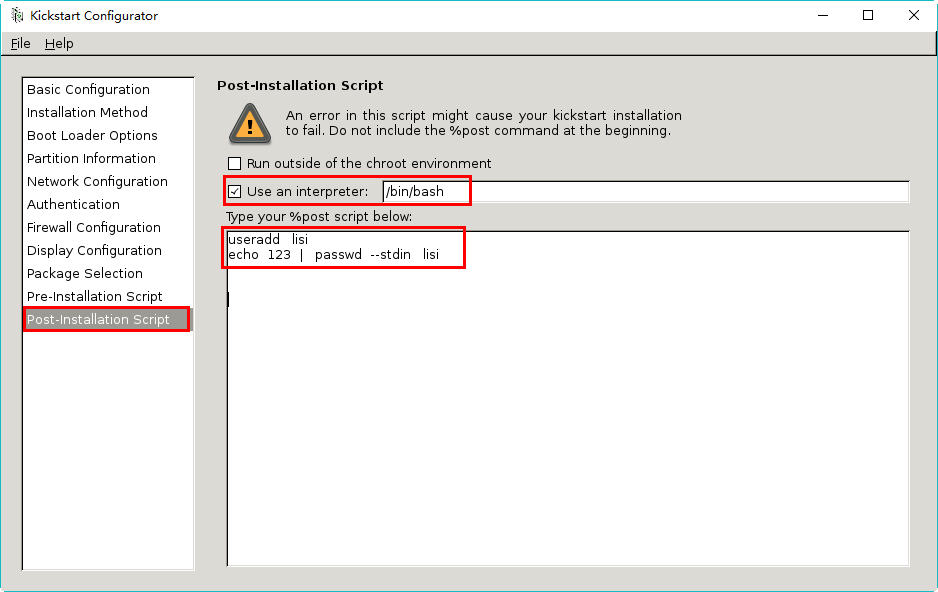 Kickstart Configurator
File Help
Basic Configuration
Installation Method
Boot Loader Options
Partition Information
Network Configuration
Authentication
Firewall Configuration
Display Configuration
Package Selection
Pre-Installation Script
Post-Installation Script
Post-Installation Script
An error in this script might cause your kickstart installation
to fail. Do not include the %post command at the beginning.
Run outside of the chroot environment
Use an interpreter: /bin/bash
Type your %post script below:
useradd lisi
echo 123 | passwd --stdin lisi